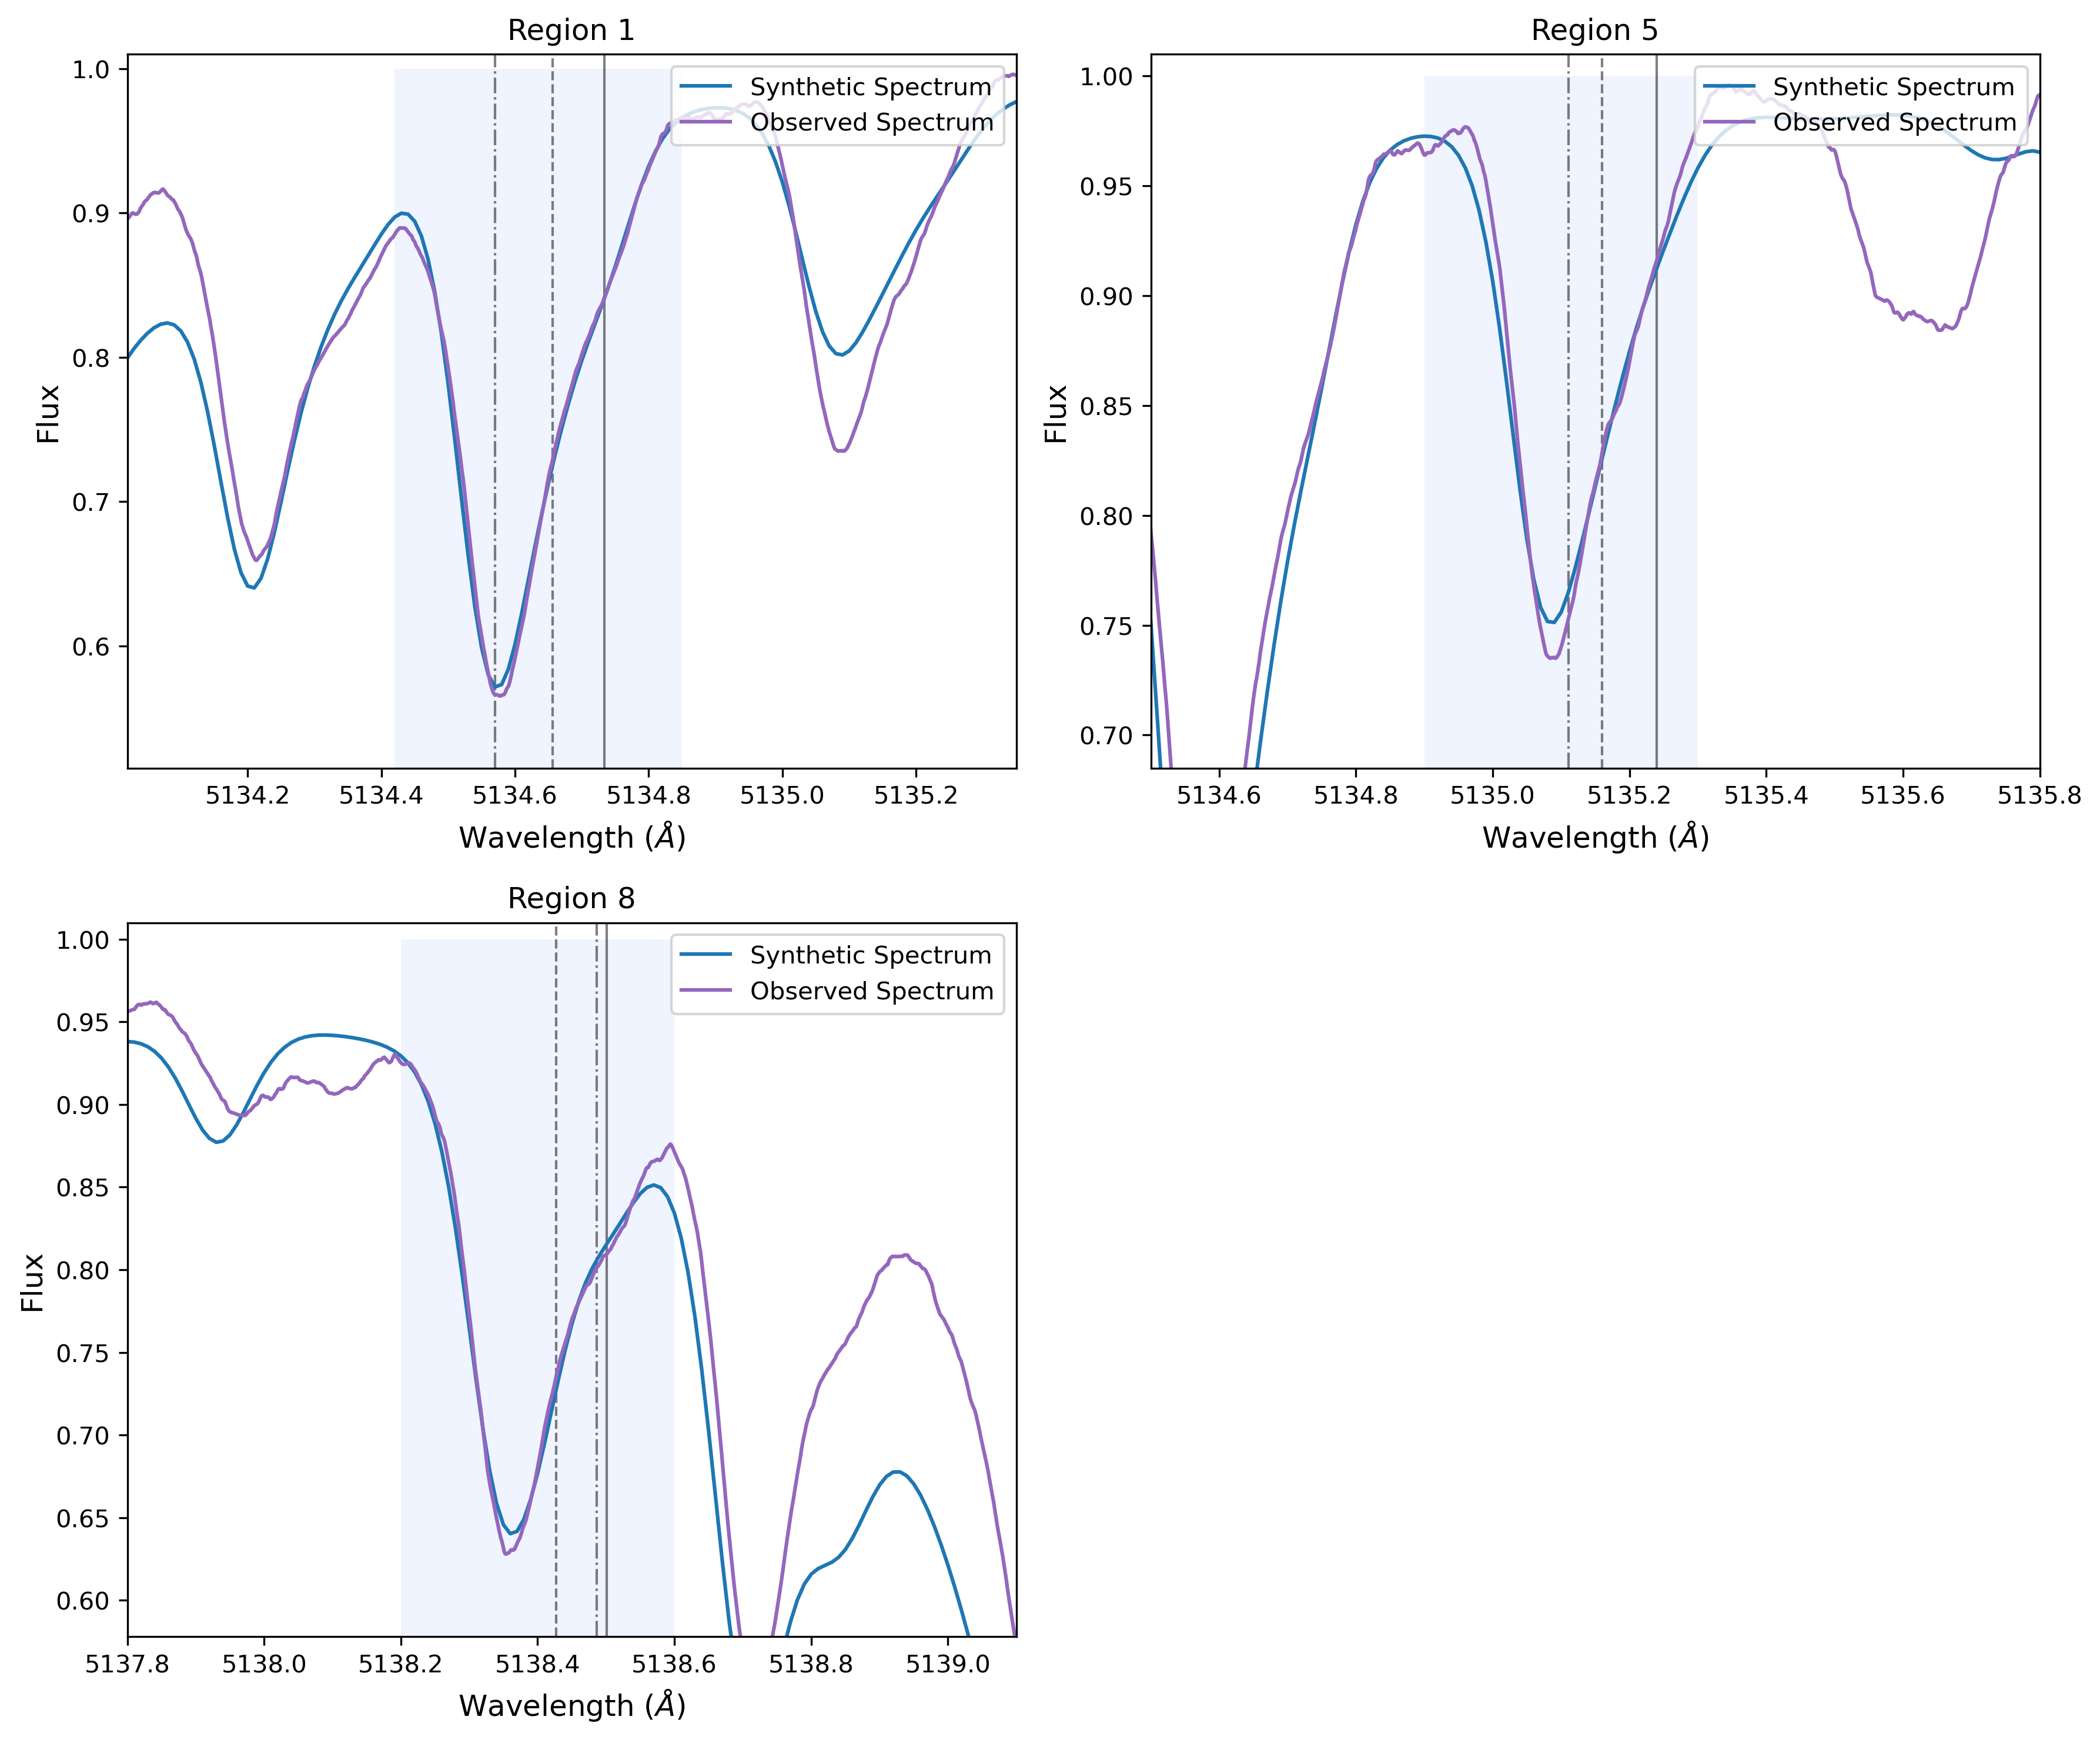 Region 1
Synthetic Spectrum
Observed Spectrum
1.0
0.9
0.8
0.7
0.6
Flux
5134.2 5134.4 5134.6 5134.8 5135.0 5135.2
Wavelength (Å)
Region 5
Synthetic Spectrum
Observed Spectrum
1.00
0.95
0.90
0.85
0.80
0.75
0.70
Flux
5134.6 5134.8 5135.0 5135.2 5135.4 5135.6 5135.8
Wavelength (Å)
Region 8
Synthetic Spectrum
Observed Spectrum
1.00
0.95
0.90
0.85
0.80
0.75
0.70
0.65
0.60
Flux
5137.8 5138.0 5138.2 5138.4 5138.6 5138.8 5139.0
Wavelength (Å)